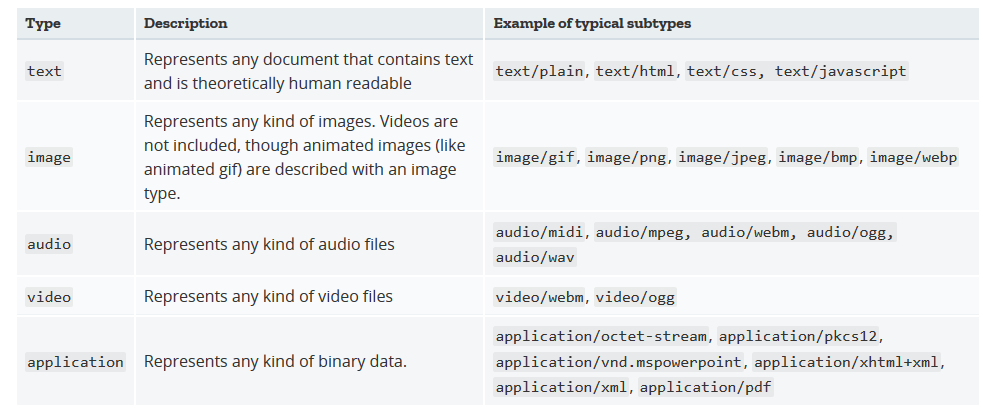 Type Description Example of typical subtypes
text
Represents any document that contains text
and is theoretically human readable
text/plain, text/html, text/css, text/javascript
image
Represents any kind of images. Videos are
not included, though animated images (like
animated gif) are described with an image
type.
image/gif, image/png, image/jpeg, image/bmp, image/webp
audio
Represents any kind of audio files
audio/midi, audio/mpeg, audio/webm, audio/ogg,
audio/wav
video
Represents any kind of video files
video/webm, video/ogg
application
Represents any kind of binary data.
application/octet-stream, application/pkcs12,
application/vnd.mspowerpoint, application/xhtml+xml,
application/xml, application/pdf